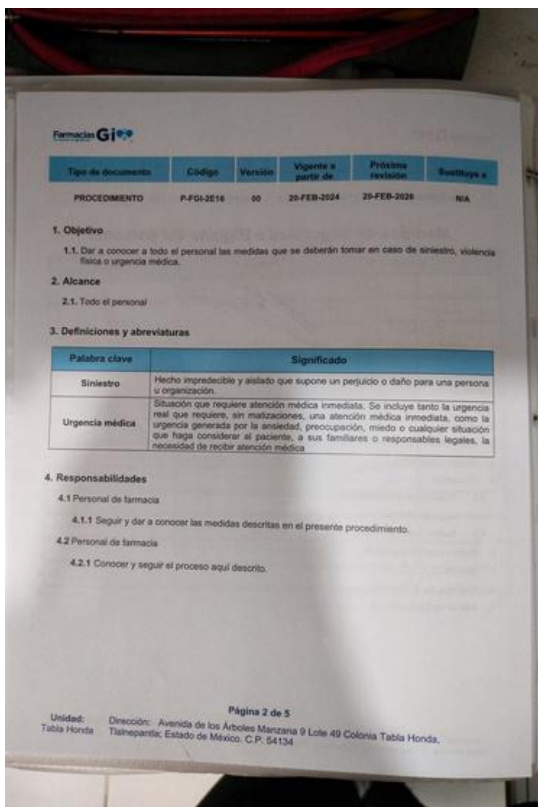 Farmacias Gi
Tipo de documento Código Versión Vigente a partir de Próxima revisión Sustituye a
PROCEDIMIENTO P-FGI-2E16 00 20-FEB-2024 20-FEB-2026 N/A
1. Objetivo
1.1. Dar a conocer a todo el personal las medidas que se deberán tomar en caso de siniestro, violencia
física o urgencia médica.
2. Alcance
2.1. Todo el personal
3. Definiciones y abreviaturas
Palabra clave Significado
Siniestro Hecho impredecible y aislado que supone un perjuicio o daño para una persona
u organización.
Situación que requiere atención médica inmediata. Se incluye tanto la urgencia
real que requiere, sin matizaciones, una atención médica inmediata, como la
Urgencia médica urgencia generada por la ansiedad, preocupación, miedo o cualquier situación
que haga considerar al paciente, a sus familiares o responsables legales, la
necesidad de recibir atención médica
4. Responsabilidades
4.1 Personal de farmacia
4.1.1 Seguir y dar a conocer las medidas descritas en el presente procedimiento.
4.2 Personal de farmacia
4.2.1 Conocer y seguir el proceso aquí descrito.
Página 2 de 5
Unidad: Dirección: Avenida de los Árboles Manzana 9 Lote 49 Colonia Tabla Honda,
Tabla Honda Tlalnepantla; Estado de México. C.P. 54134